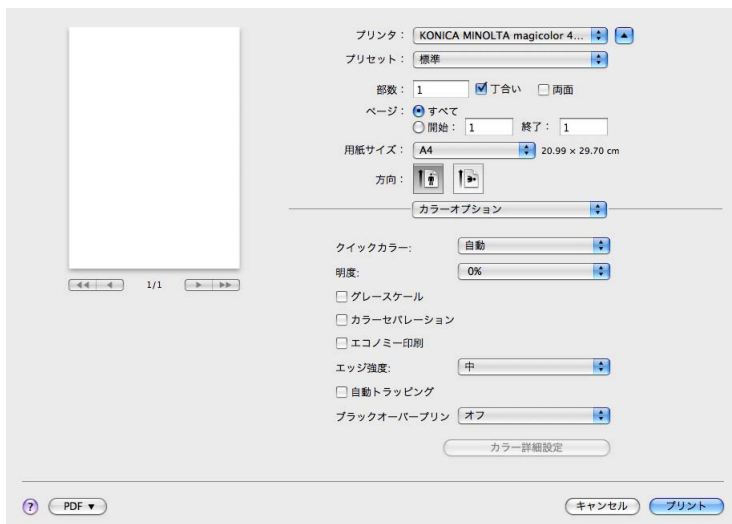 プリンタ： KONICA MINOLTA magicolor 4...
プリセット： 標準
部数： 1 丁合い 両面
ページ： すべて
開始： 1 終了： 1
用紙サイズ： A4 20.99 × 29.70 cm
方向：
カラーオプション
クイックカラー: 自動
明度: 0%
1/1
グレースケール
カラーセパレーション
エコノミー印刷
エッジ強度: 中
自動トラッピング
ブラックオーバープリン オフ
カラー詳細設定
? PDF ▼ キャンセル プリント